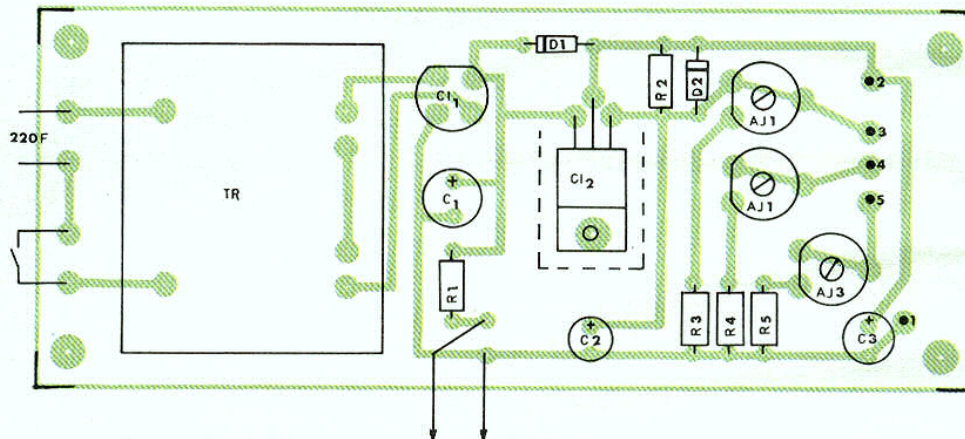 D1
CI1
R2
D2
AJ1
2
3
220F
4
TR
C1
CI2
AJ1
5
R1
R3
R4
R5
AJ3
C2
C3
1
+
+
+